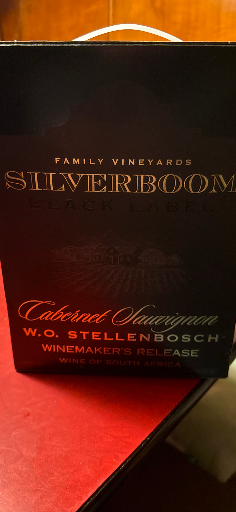 FAMILY VINEYARDS
SILVERBOOM
BLACK LABEL
Cabernet Sauvignon
W.O. STELLENBOSCH
WINEMAKER'S RELEASE
WINE OF SOUTH AFRICA